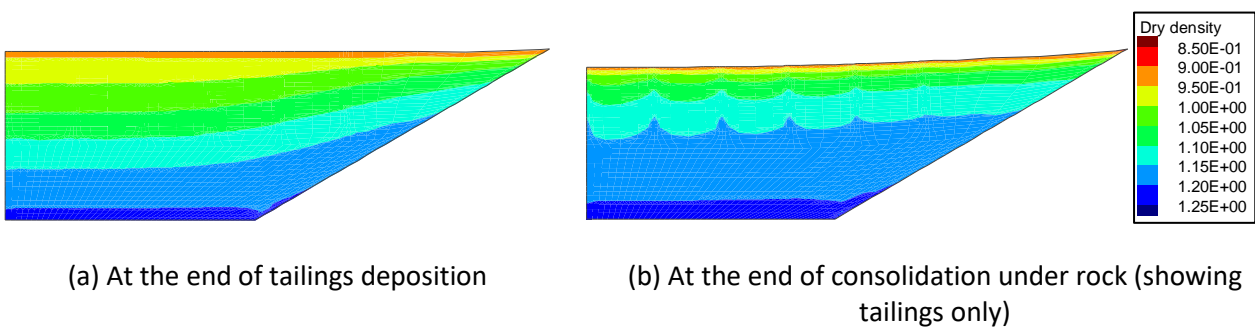 Dry density
8.50E-01
9.00E-01
9.50E-01
1.00E+00
1.05E+00
1.10E+00
1.15E+00
1.20E+00
1.25E+00
(a) At the end of tailings deposition
(b) At the end of consolidation under rock (showing
tailings only)